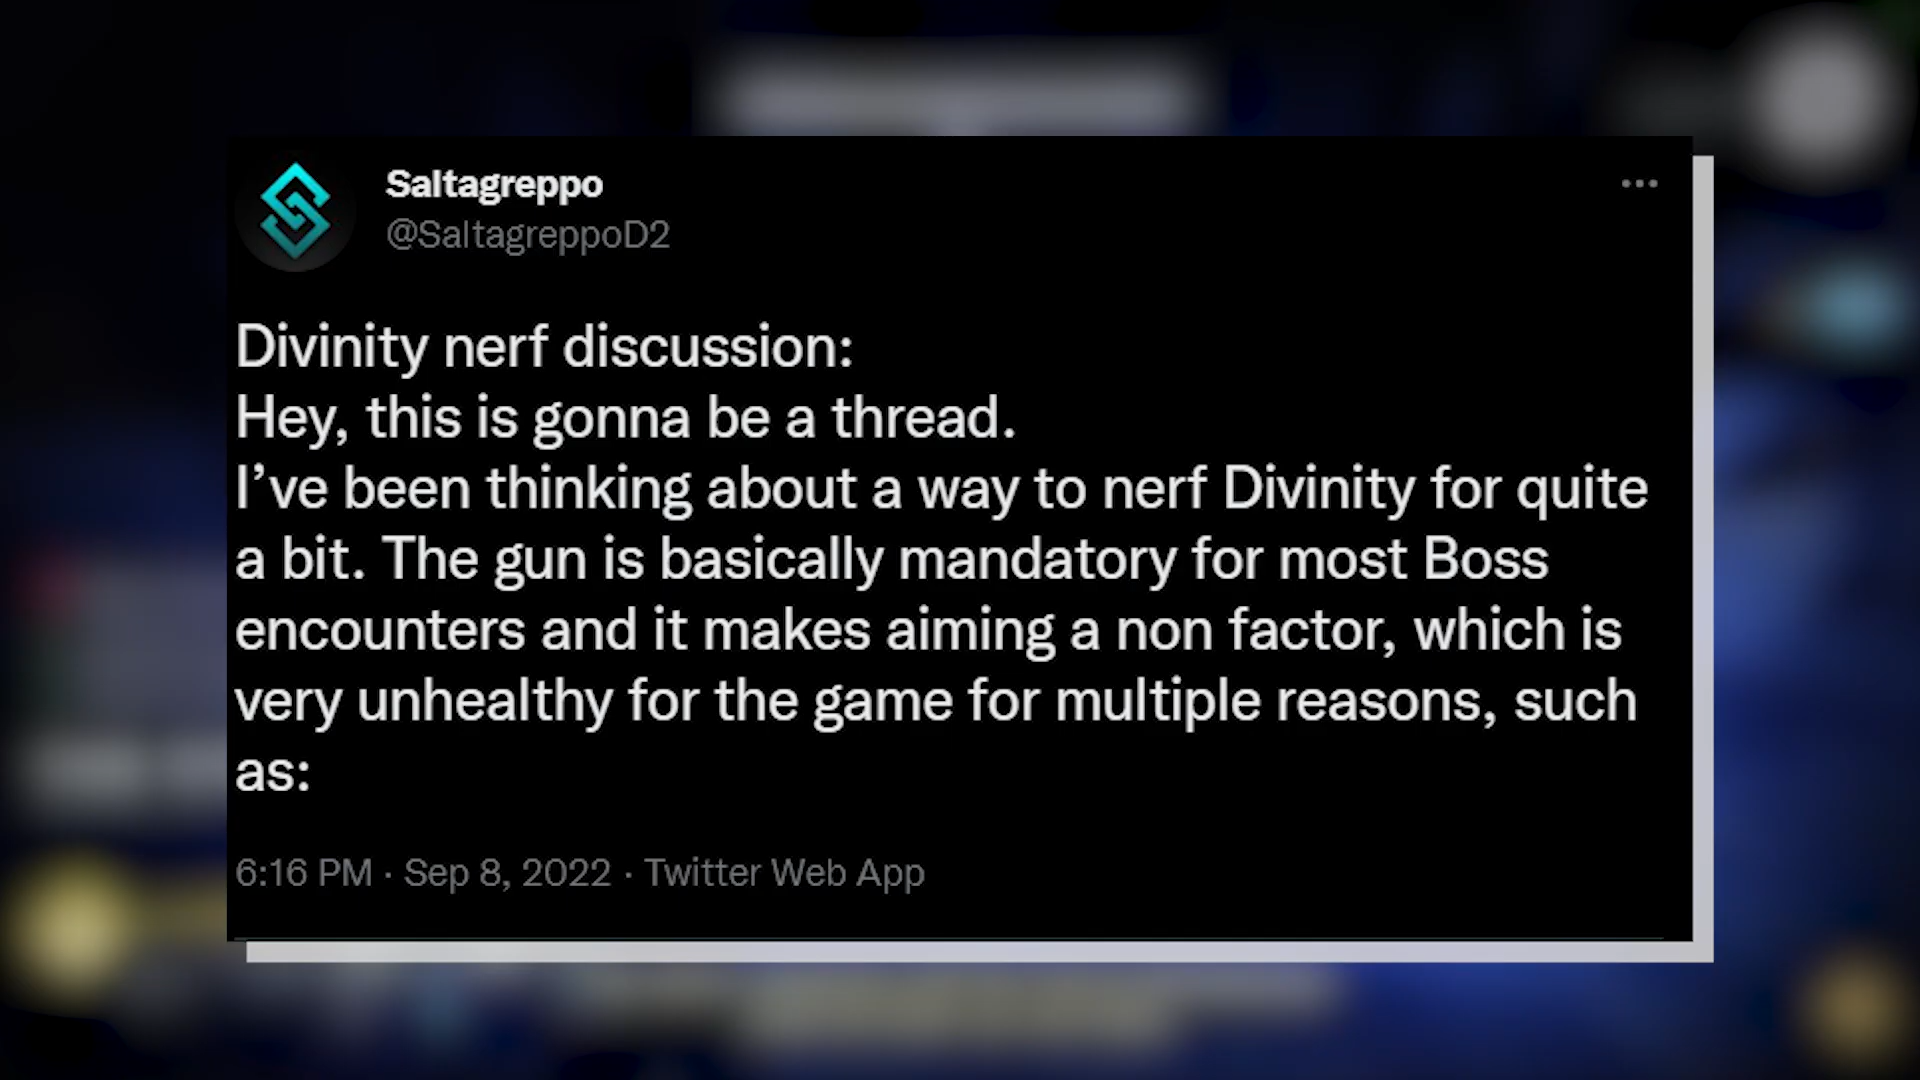 Saltagreppo
@SaltagreppoD2
Divinity nerf discussion:
Hey, this is gonna be a thread.
I’ve been thinking about a way to nerf Divinity for quite
a bit. The gun is basically mandatory for most Boss
encounters and it makes aiming a non factor, which is
very unhealthy for the game for multiple reasons, such
as:
6:16 PM · Sep 8, 2022 · Twitter Web App